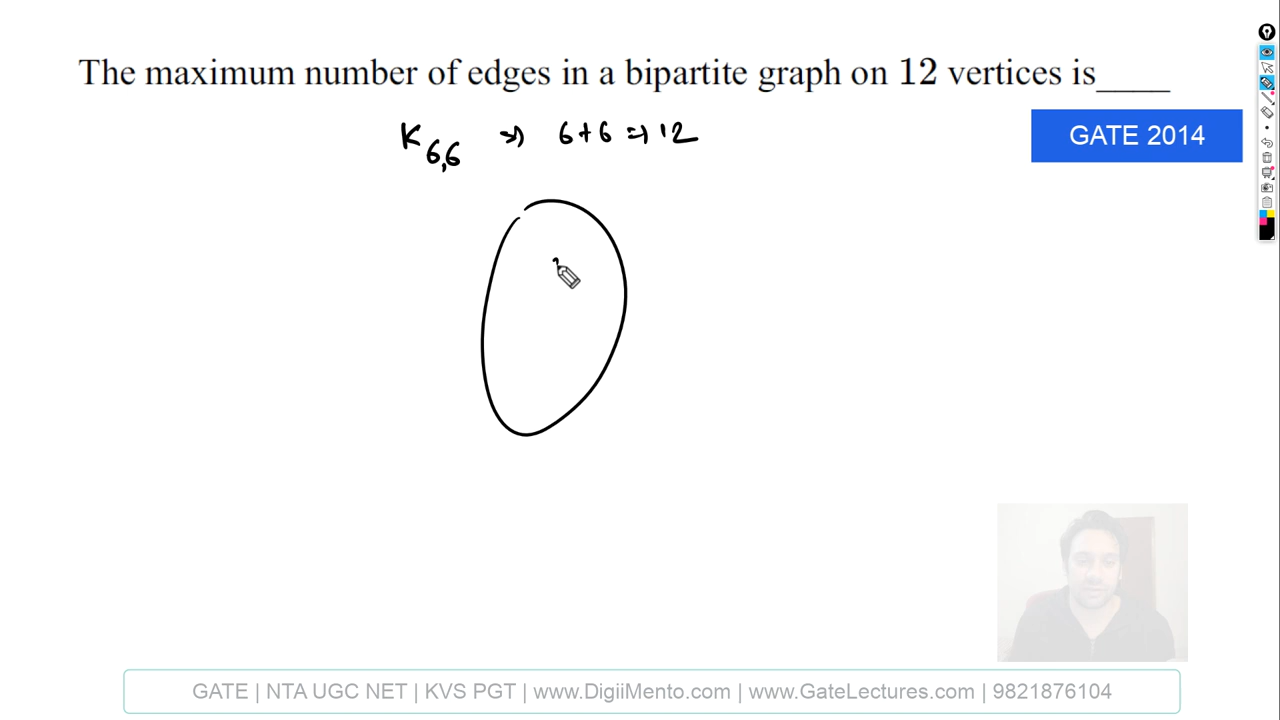 The maximum number of edges in a bipartite graph on 12 vertices is____
K6,6 ⇒ 6+6 ⇒ 12
GATE 2014
GATE | NTA UGC NET | KVS PGT | www.DigiiMento.com | www.GateLectures.com | 9821876104